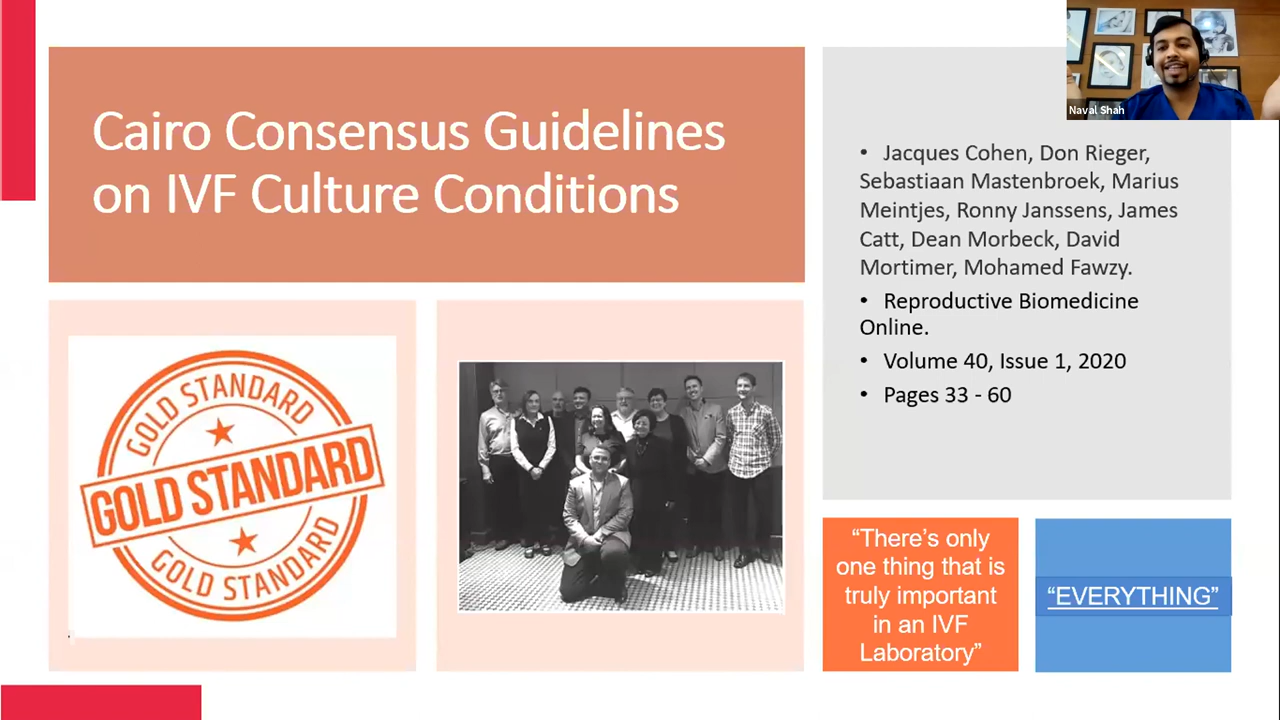 Cairo Consensus Guidelines
on IVF Culture Conditions
Naval Shah
• Jacques Cohen, Don Rieger,
Sebastiaan Mastenbroek, Marius
Meintjes, Ronny Janssens, James
Catt, Dean Morbeck, David
Mortimer, Mohamed Fawzy.
• Reproductive Biomedicine
Online.
• Volume 40, Issue 1, 2020
• Pages 33 - 60
GOLD STANDARD
GOLD STANDARD
GOLD STANDARD
“There’s only
one thing that is
truly important
in an IVF
Laboratory”
“EVERYTHING”